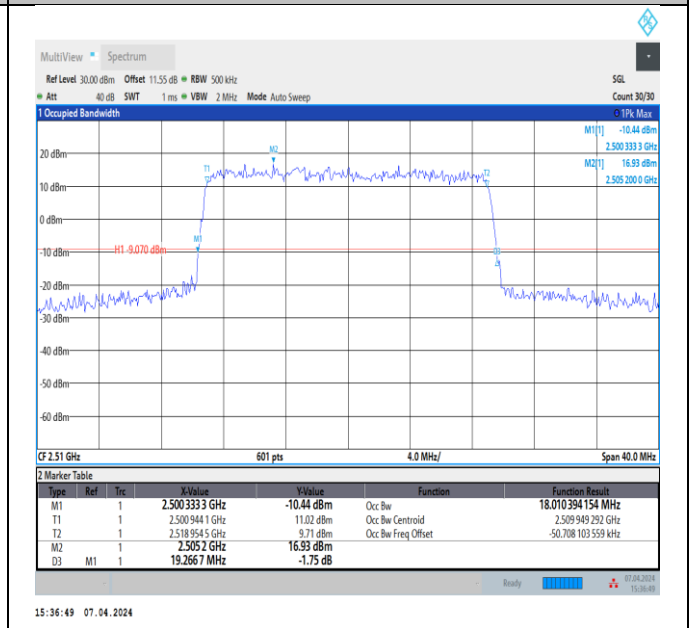 MultiView Spectrum
Ref Level 30.00 dBm Offset 11.55 dB RBW 500 kHz SGL
Att 40 dB SWT 1 ms VBW 2 MHz Mode Auto Sweep Count 30/30
1 Occupied Bandwidth 1Pk Max
M1[1] -10.44 dBm
2.500 333 3 GHz
M2[1] 16.93 dBm
2.505 200 0 GHz
20 dBm
M2
T1
T2
10 dBm
0 dBm
M1
H1 -9.070 dBm
-10 dBm
D3
-20 dBm
-30 dBm
-40 dBm
-50 dBm
-60 dBm
CF 2.51 GHz 601 pts 4.0 MHz/ Span 40.0 MHz
2 Marker Table
Type Ref Trc X-Value Y-Value Function Function Result
M1 1 2.500 333 3 GHz -10.44 dBm Occ Bw 18.010 394 154 MHz
T1 1 2.500 944 1 GHz 11.02 dBm Occ Bw Centroid 2.509 949 292 GHz
T2 1 2.518 954 5 GHz 9.71 dBm Occ Bw Freq Offset -50.708 103 559 kHz
M2 1 2.505 2 GHz 16.93 dBm
D3 M1 1 19.266 7 MHz -1.75 dB
Ready 07.04.2024
15:36:49
15:36:49 07.04.2024